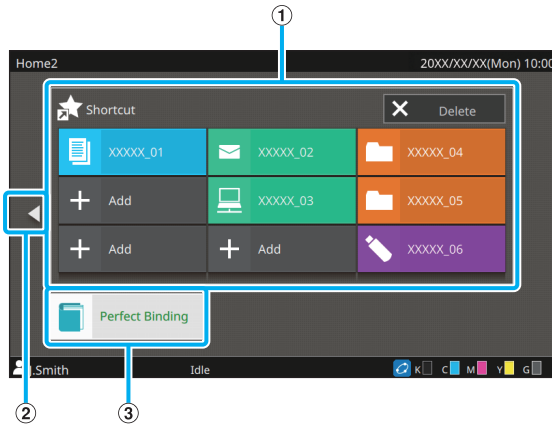 1
Home2 20XX/XX/XX(Mon) 10:00
Shortcut Delete
XXXXX_01 XXXXX_02 XXXXX_04
Add XXXXX_03 XXXXX_05
Add Add XXXXX_06
Perfect Binding
J.Smith Idle K C M Y G
2 3